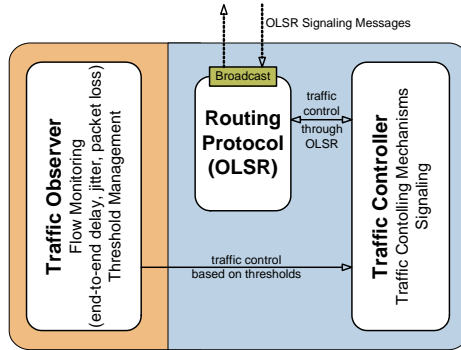 OLSR Signaling Messages
Broadcast
Traffic Observer
Flow Monitoring
(end-to-end delay, jitter, packet loss)
Threshold Management
Routing
Protocol
(OLSR)
traffic
control
through
OLSR
traffic control
based on thresholds
Traffic Controller
Traffic Contolling Mechanisms
Signaling